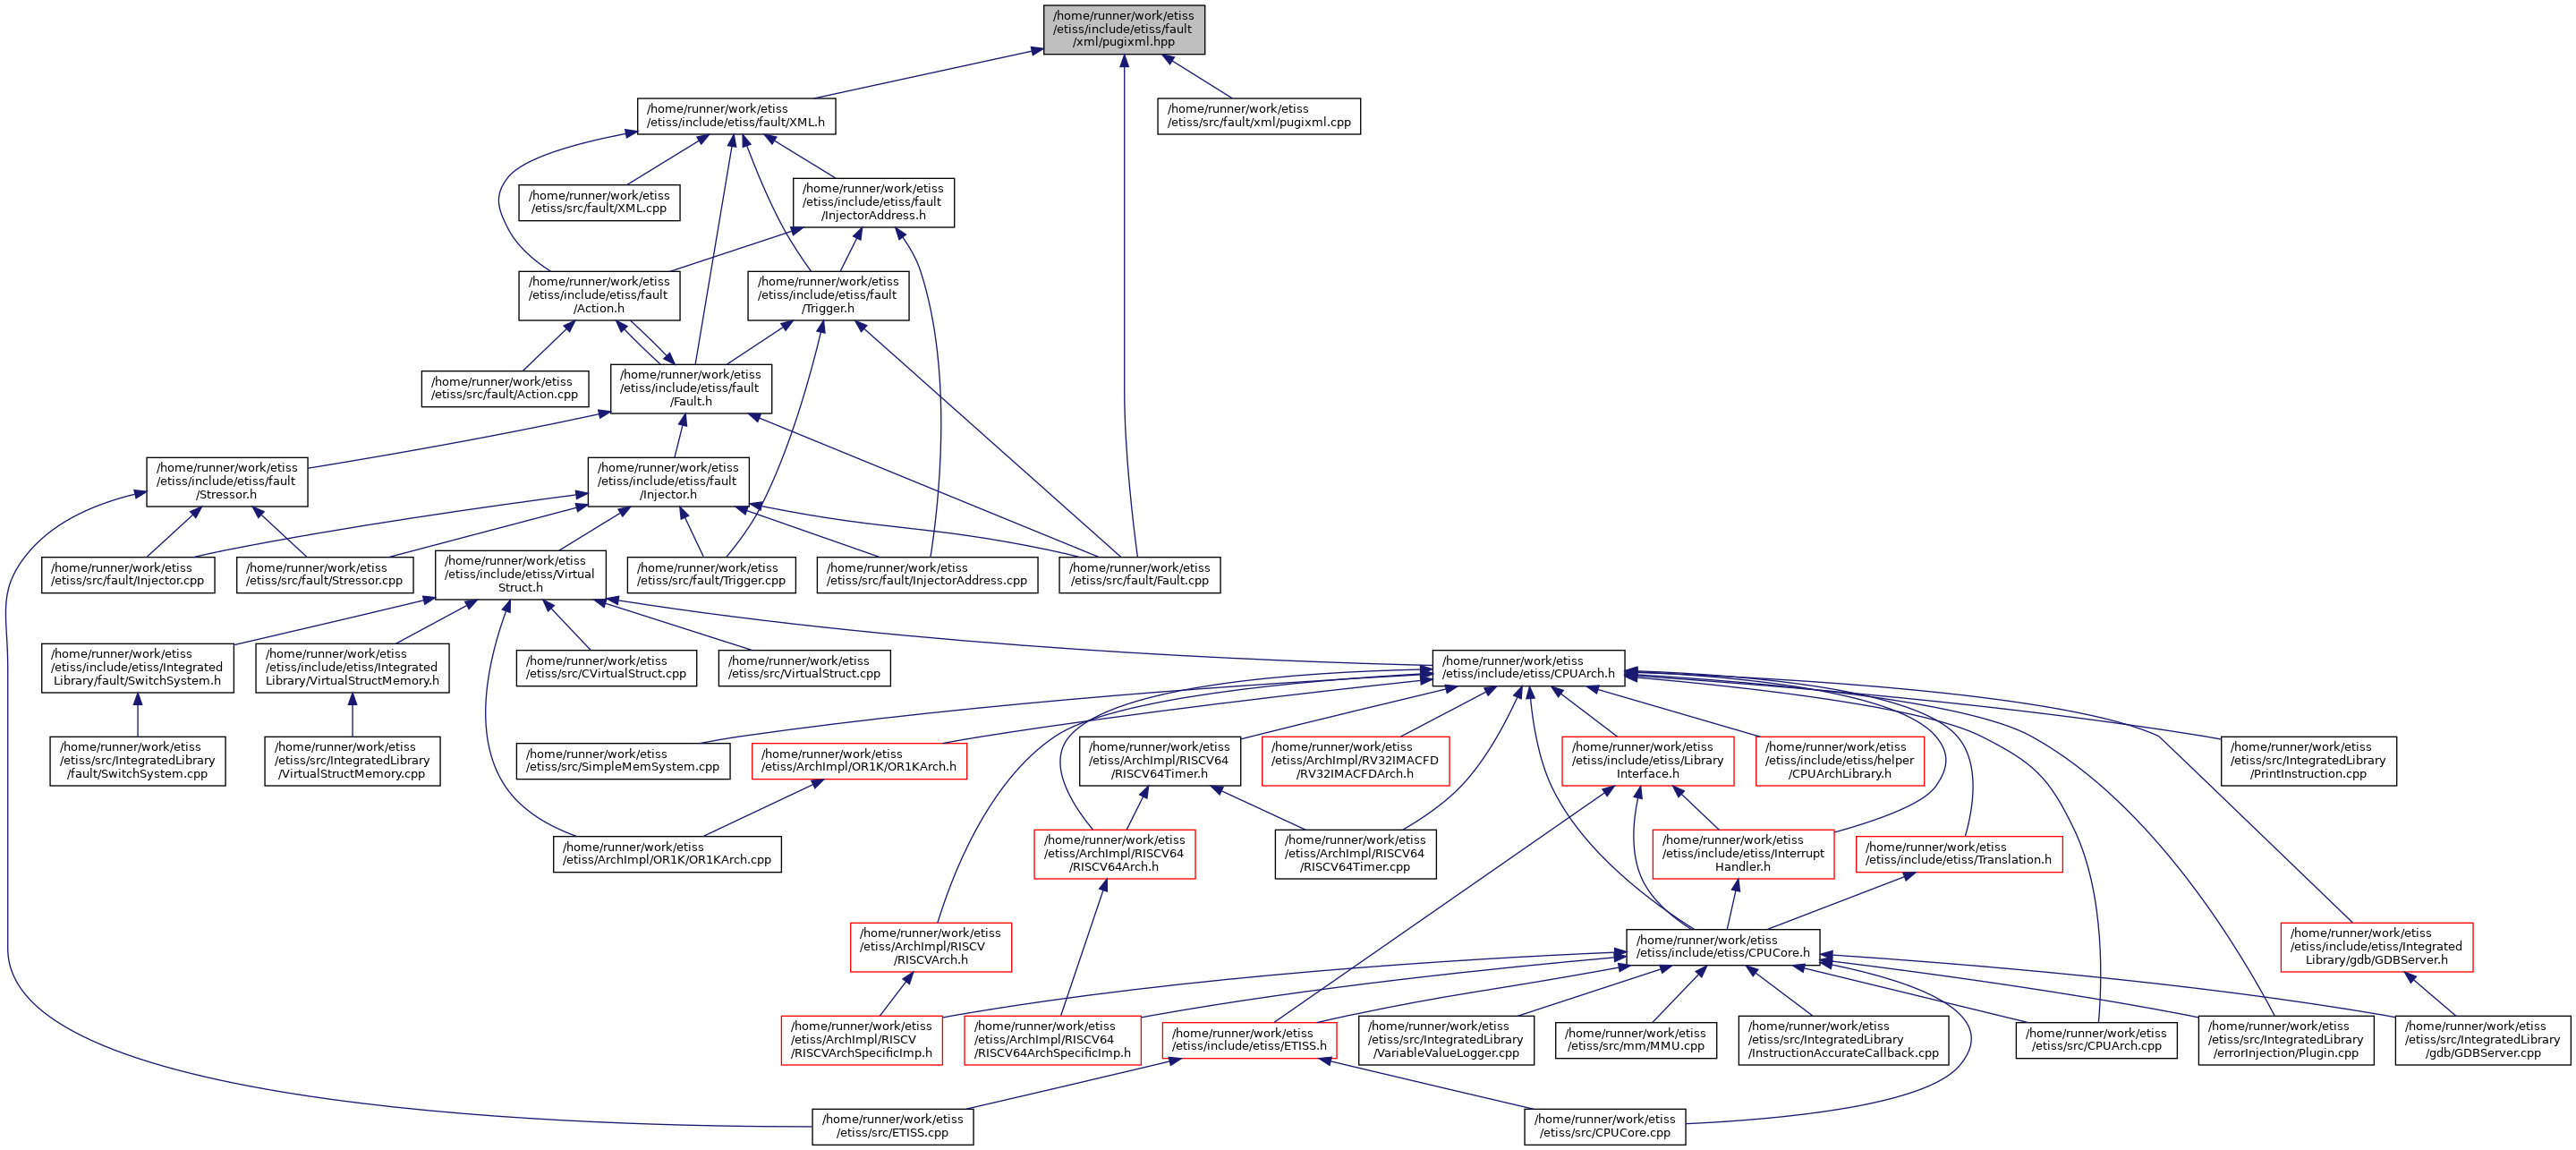 /home/runner/work/etiss
/etiss/include/etiss/fault
/xml/pugixml.hpp
/home/runner/work/etiss
/etiss/include/etiss/fault/XML.h
/home/runner/work/etiss
/etiss/src/fault/xml/pugixml.cpp
/home/runner/work/etiss
/etiss/src/fault/XML.cpp
/home/runner/work/etiss
/etiss/include/etiss/fault
/InjectorAddress.h
/home/runner/work/etiss
/etiss/include/etiss/fault
/Action.h
/home/runner/work/etiss
/etiss/include/etiss/fault
/Trigger.h
/home/runner/work/etiss
/etiss/src/fault/Action.cpp
/home/runner/work/etiss
/etiss/include/etiss/fault
/Fault.h
/home/runner/work/etiss
/etiss/include/etiss/fault
/Stressor.h
/home/runner/work/etiss
/etiss/include/etiss/fault
/Injector.h
/home/runner/work/etiss
/etiss/src/fault/Injector.cpp
/home/runner/work/etiss
/etiss/src/fault/Stressor.cpp
/home/runner/work/etiss
/etiss/include/etiss/Virtual
Struct.h
/home/runner/work/etiss
/etiss/src/fault/Trigger.cpp
/home/runner/work/etiss
/etiss/src/fault/InjectorAddress.cpp
/home/runner/work/etiss
/etiss/src/fault/Fault.cpp
/home/runner/work/etiss
/etiss/include/etiss/Integrated
Library/fault/SwitchSystem.h
/home/runner/work/etiss
/etiss/include/etiss/Integrated
Library/VirtualStructMemory.h
/home/runner/work/etiss
/etiss/src/CVirtualStruct.cpp
/home/runner/work/etiss
/etiss/src/VirtualStruct.cpp
/home/runner/work/etiss
/etiss/include/etiss/CPUArch.h
/home/runner/work/etiss
/etiss/src/IntegratedLibrary
/fault/SwitchSystem.cpp
/home/runner/work/etiss
/etiss/src/IntegratedLibrary
/VirtualStructMemory.cpp
/home/runner/work/etiss
/etiss/src/SimpleMemSystem.cpp
/home/runner/work/etiss
/etiss/ArchImpl/OR1K/OR1KArch.h
/home/runner/work/etiss
/etiss/ArchImpl/RISCV64
/RISCV64Timer.h
/home/runner/work/etiss
/etiss/ArchImpl/RV32IMACFD
/RV32IMACFDArch.h
/home/runner/work/etiss
/etiss/include/etiss/Library
Interface.h
/home/runner/work/etiss
/etiss/include/etiss/helper
/CPUArchLibrary.h
/home/runner/work/etiss
/etiss/src/IntegratedLibrary
/PrintInstruction.cpp
/home/runner/work/etiss
/etiss/ArchImpl/OR1K/OR1KArch.cpp
/home/runner/work/etiss
/etiss/ArchImpl/RISCV64
/RISCV64Arch.h
/home/runner/work/etiss
/etiss/ArchImpl/RISCV64
/RISCV64Timer.cpp
/home/runner/work/etiss
/etiss/include/etiss/Interrupt
Handler.h
/home/runner/work/etiss
/etiss/include/etiss/Translation.h
/home/runner/work/etiss
/etiss/ArchImpl/RISCV
/RISCVArch.h
/home/runner/work/etiss
/etiss/include/etiss/CPUCore.h
/home/runner/work/etiss
/etiss/include/etiss/Integrated
Library/gdb/GDBServer.h
/home/runner/work/etiss
/etiss/ArchImpl/RISCV
/RISCVArchSpecificImp.h
/home/runner/work/etiss
/etiss/ArchImpl/RISCV64
/RISCV64ArchSpecificImp.h
/home/runner/work/etiss
/etiss/include/etiss/ETISS.h
/home/runner/work/etiss
/etiss/src/IntegratedLibrary
/VariableValueLogger.cpp
/home/runner/work/etiss
/etiss/src/mm/MMU.cpp
/home/runner/work/etiss
/etiss/src/IntegratedLibrary
/InstructionAccurateCallback.cpp
/home/runner/work/etiss
/etiss/src/CPUArch.cpp
/home/runner/work/etiss
/etiss/src/IntegratedLibrary
/errorInjection/Plugin.cpp
/home/runner/work/etiss
/etiss/src/IntegratedLibrary
/gdb/GDBServer.cpp
/home/runner/work/etiss
/etiss/src/ETISS.cpp
/home/runner/work/etiss
/etiss/src/CPUCore.cpp